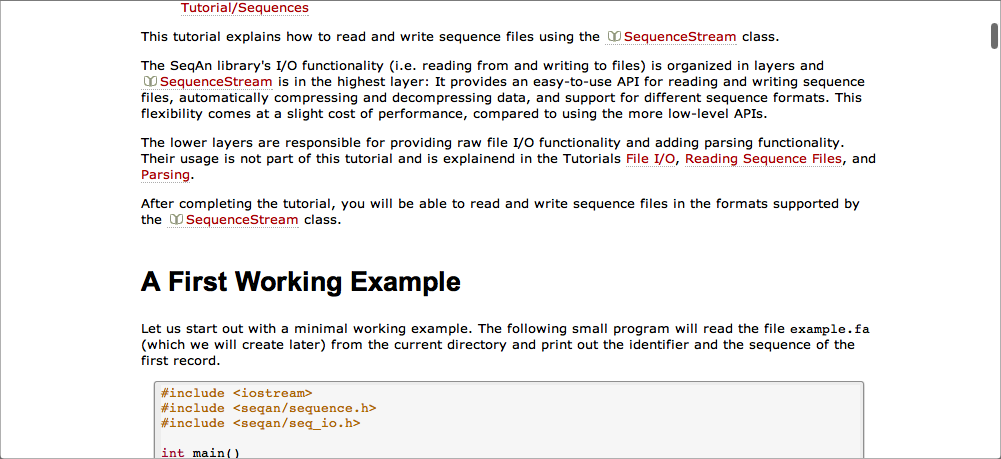 Tutorial/Sequences
This tutorial explains how to read and write sequence files using the SequenceStream class.
The SeqAn library's I/O functionality (i.e. reading from and writing to files) is organized in layers and
SequenceStream is in the highest layer: It provides an easy-to-use API for reading and writing sequence
files, automatically compressing and decompressing data, and support for different sequence formats. This
flexibility comes at a slight cost of performance, compared to using the more low-level APIs.
The lower layers are responsible for providing raw file I/O functionality and adding parsing functionality.
Their usage is not part of this tutorial and is explainend in the Tutorials File I/O, Reading Sequence Files, and
Parsing.
After completing the tutorial, you will be able to read and write sequence files in the formats supported by
the SequenceStream class.
A First Working Example
Let us start out with a minimal working example. The following small program will read the file example.fa
(which we will create later) from the current directory and print out the identifier and the sequence of the
first record.
#include <iostream>
#include <seqan/sequence.h>
#include <seqan/seq_io.h>
int main()